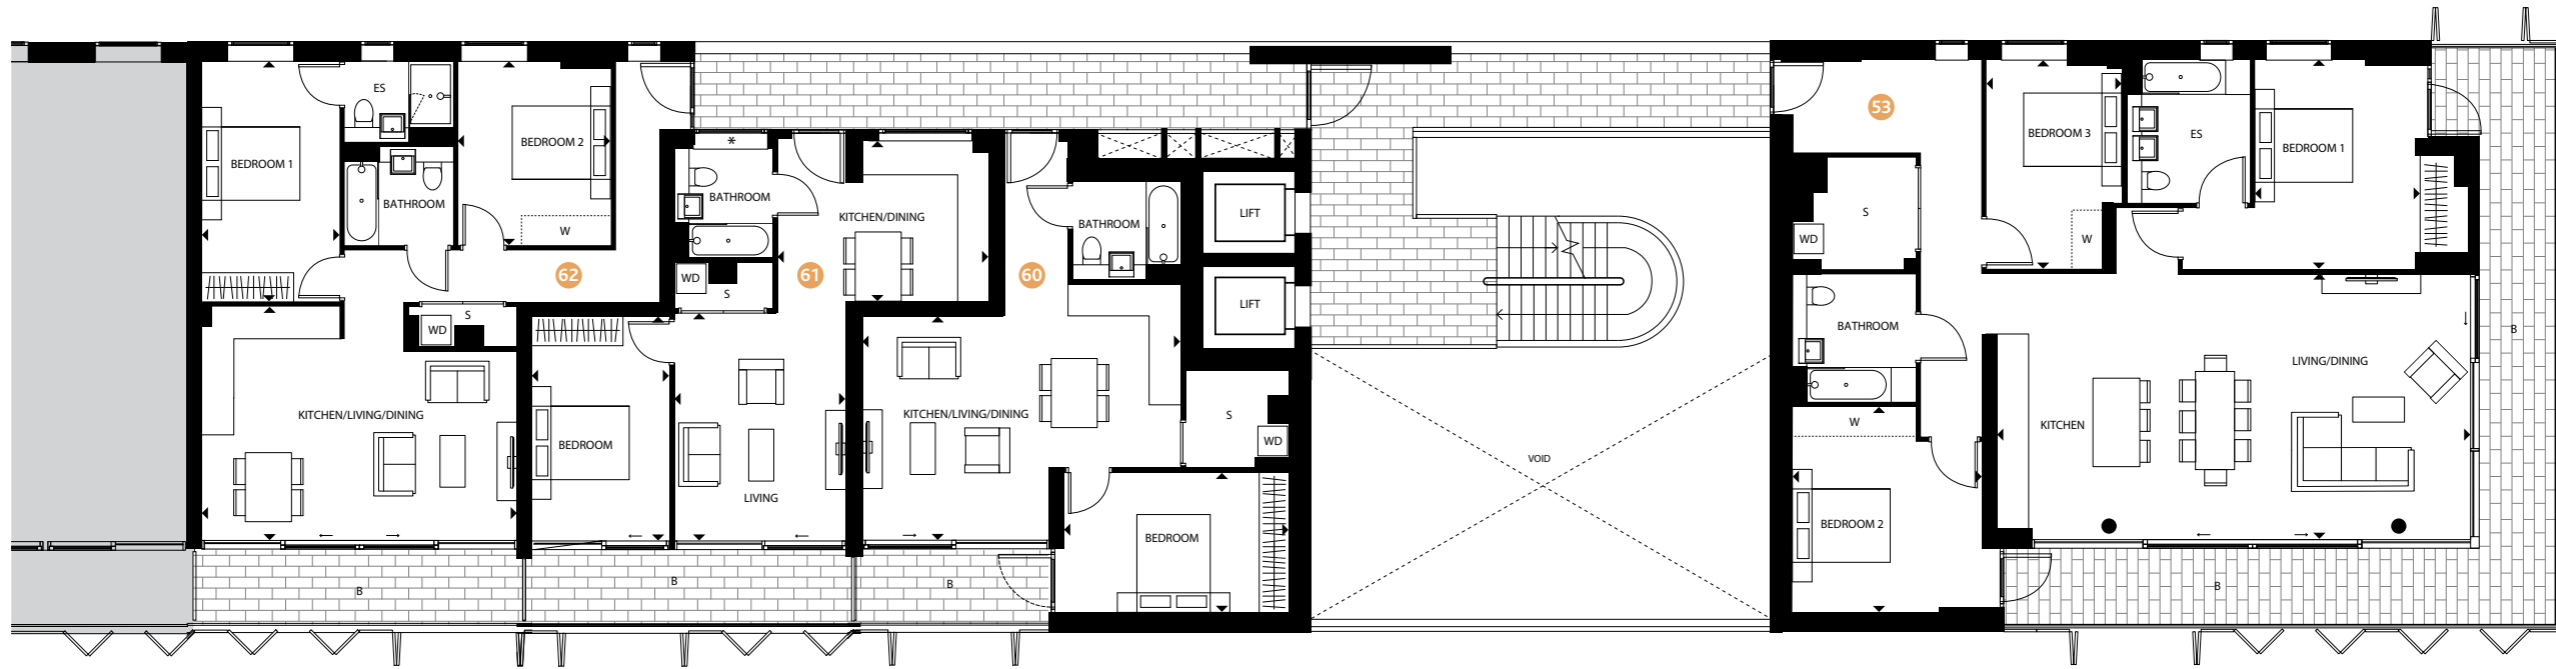 BEDROOM 1
ES
BATHROOM
BEDROOM 2
W
62
WD
S
KITCHEN/LIVING/DINING
B
*
BATHROOM
WD
S
61
KITCHEN/DINING
BEDROOM
LIVING
B
60
BATHROOM
KITCHEN/LIVING/DINING
S
WD
BEDROOM
B
LIFT
LIFT
VOID
53
S
WD
BATHROOM
W
BEDROOM 2
BEDROOM 3
W
ES
BEDROOM 1
KITCHEN
LIVING/DINING
B
B